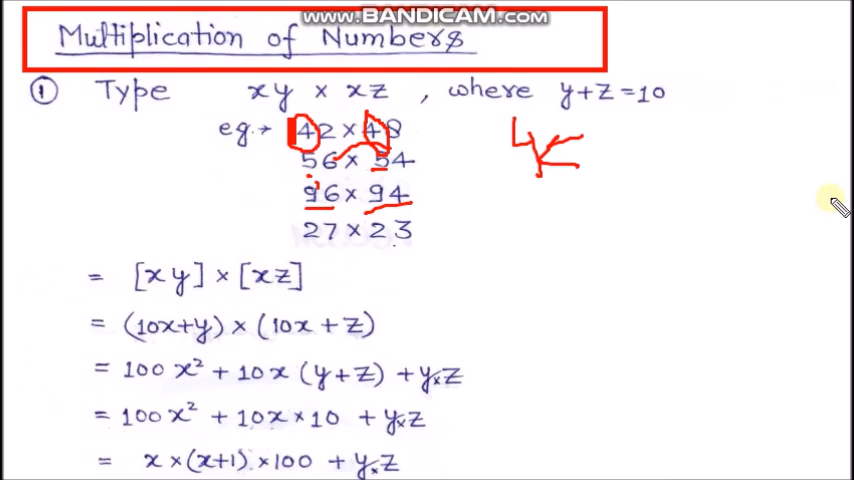 www.BANDICAM.com
Multiplication of Numbers
① Type xy × xz , where y+z=10
eg.→ 42 × 48
56 × 54
96 × 94
27 × 23
= [xy] × [xz]
= (10x+y) × (10x + z)
= 100 x² + 10x (y+z) + y×z
= 100 x² + 10x × 10 + y×z
= x × (x+1) × 100 + y×z